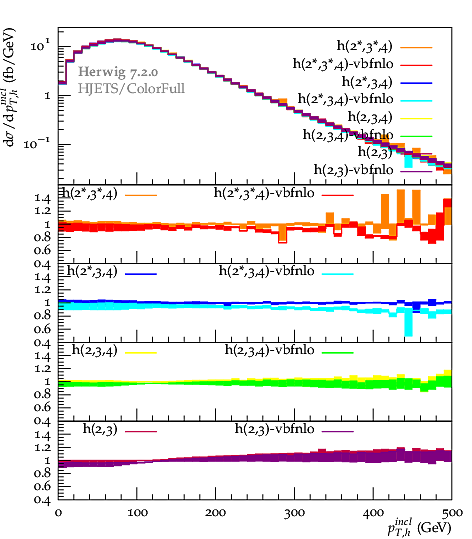 dσ/dp_{T,h}^{incl} (fb/GeV)
10^1
1
10^{-1}
Herwig 7.2.0
HJETS/ColorFull
h(2*,3*,4)
h(2*,3*,4)-vbfnlo
h(2*,3,4)
h(2*,3,4)-vbfnlo
h(2,3,4)
h(2,3,4)-vbfnlo
h(2,3)
h(2,3)-vbfnlo
h(2*,3*,4) h(2*,3*,4)-vbfnlo
1.4
1.2
1
0.8
0.6
0.4
h(2*,3,4) h(2*,3,4)-vbfnlo
1.4
1.2
1
0.8
0.6
0.4
h(2,3,4) h(2,3,4)-vbfnlo
1.4
1.2
1
0.8
0.6
0.4
h(2,3) h(2,3)-vbfnlo
1.4
1.2
1
0.8
0.6
0.4
0 100 200 300 400 500
p_{T,h}^{incl} (GeV)